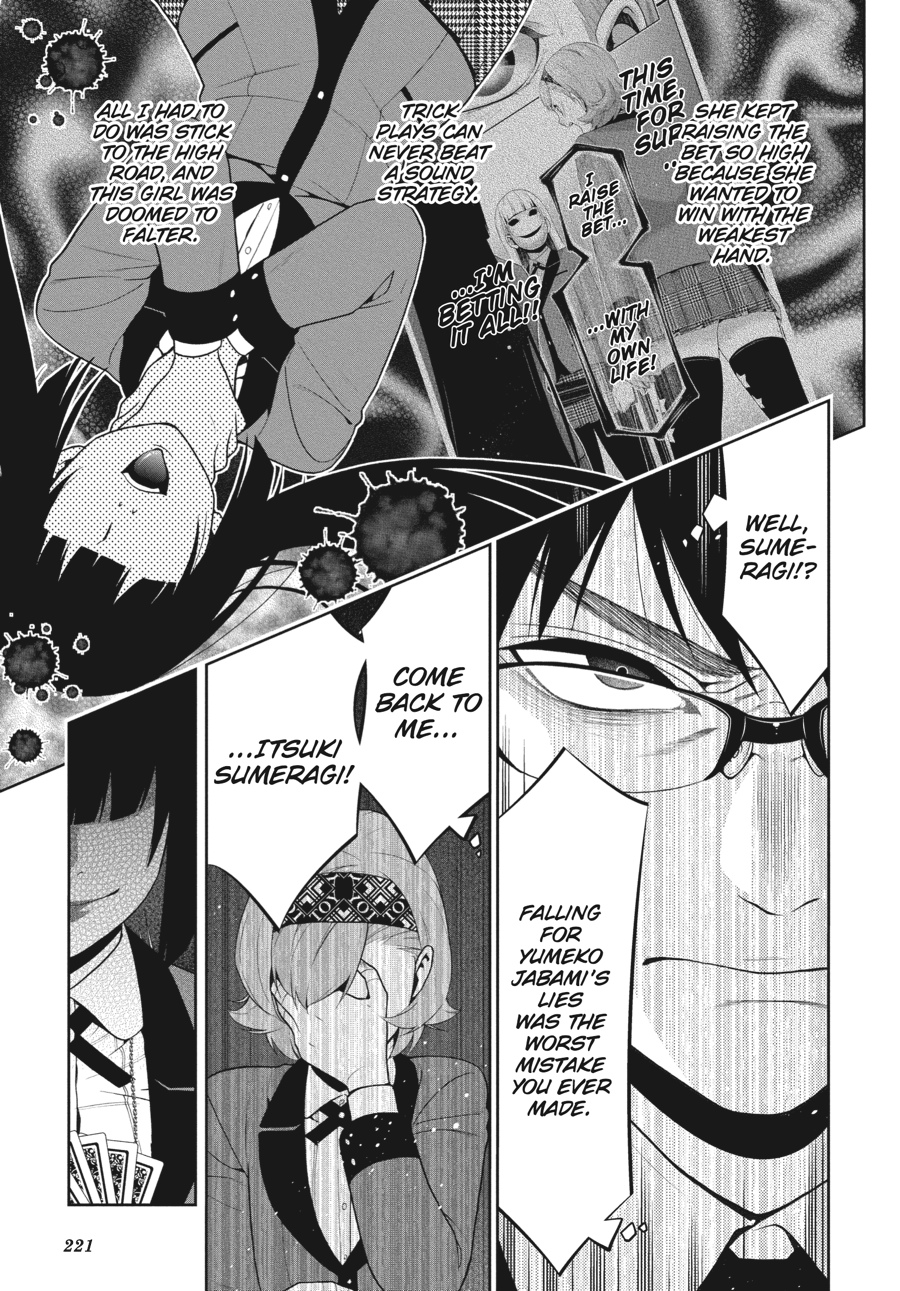 SHE KEPT
RAISING THE
BET SO HIGH
BECAUSE SHE
WANTED TO
WIN WITH THE
WEAKEST
HAND.
THIS
TIME,
FOR
I
RAISE
THE
BET...
...WITH
MY
OWN
LIFE!
...I'M
BETTING
IT ALL!!
TRICK
PLAYS CAN
NEVER BEAT
A SOUND
STRATEGY.
ALL I HAD TO
DO WAS STICK
TO THE HIGH
ROAD, AND
THIS GIRL WAS
DOOMED TO
FALTER.
WELL,
SUME-
RAGI!?
FALLING
FOR
YUMEKO
JABAMI'S
LIES
WAS THE
WORST
MISTAKE
YOU EVER
MADE.
COME
BACK TO
ME...
...ITSUKI
SUMERAGI!
221